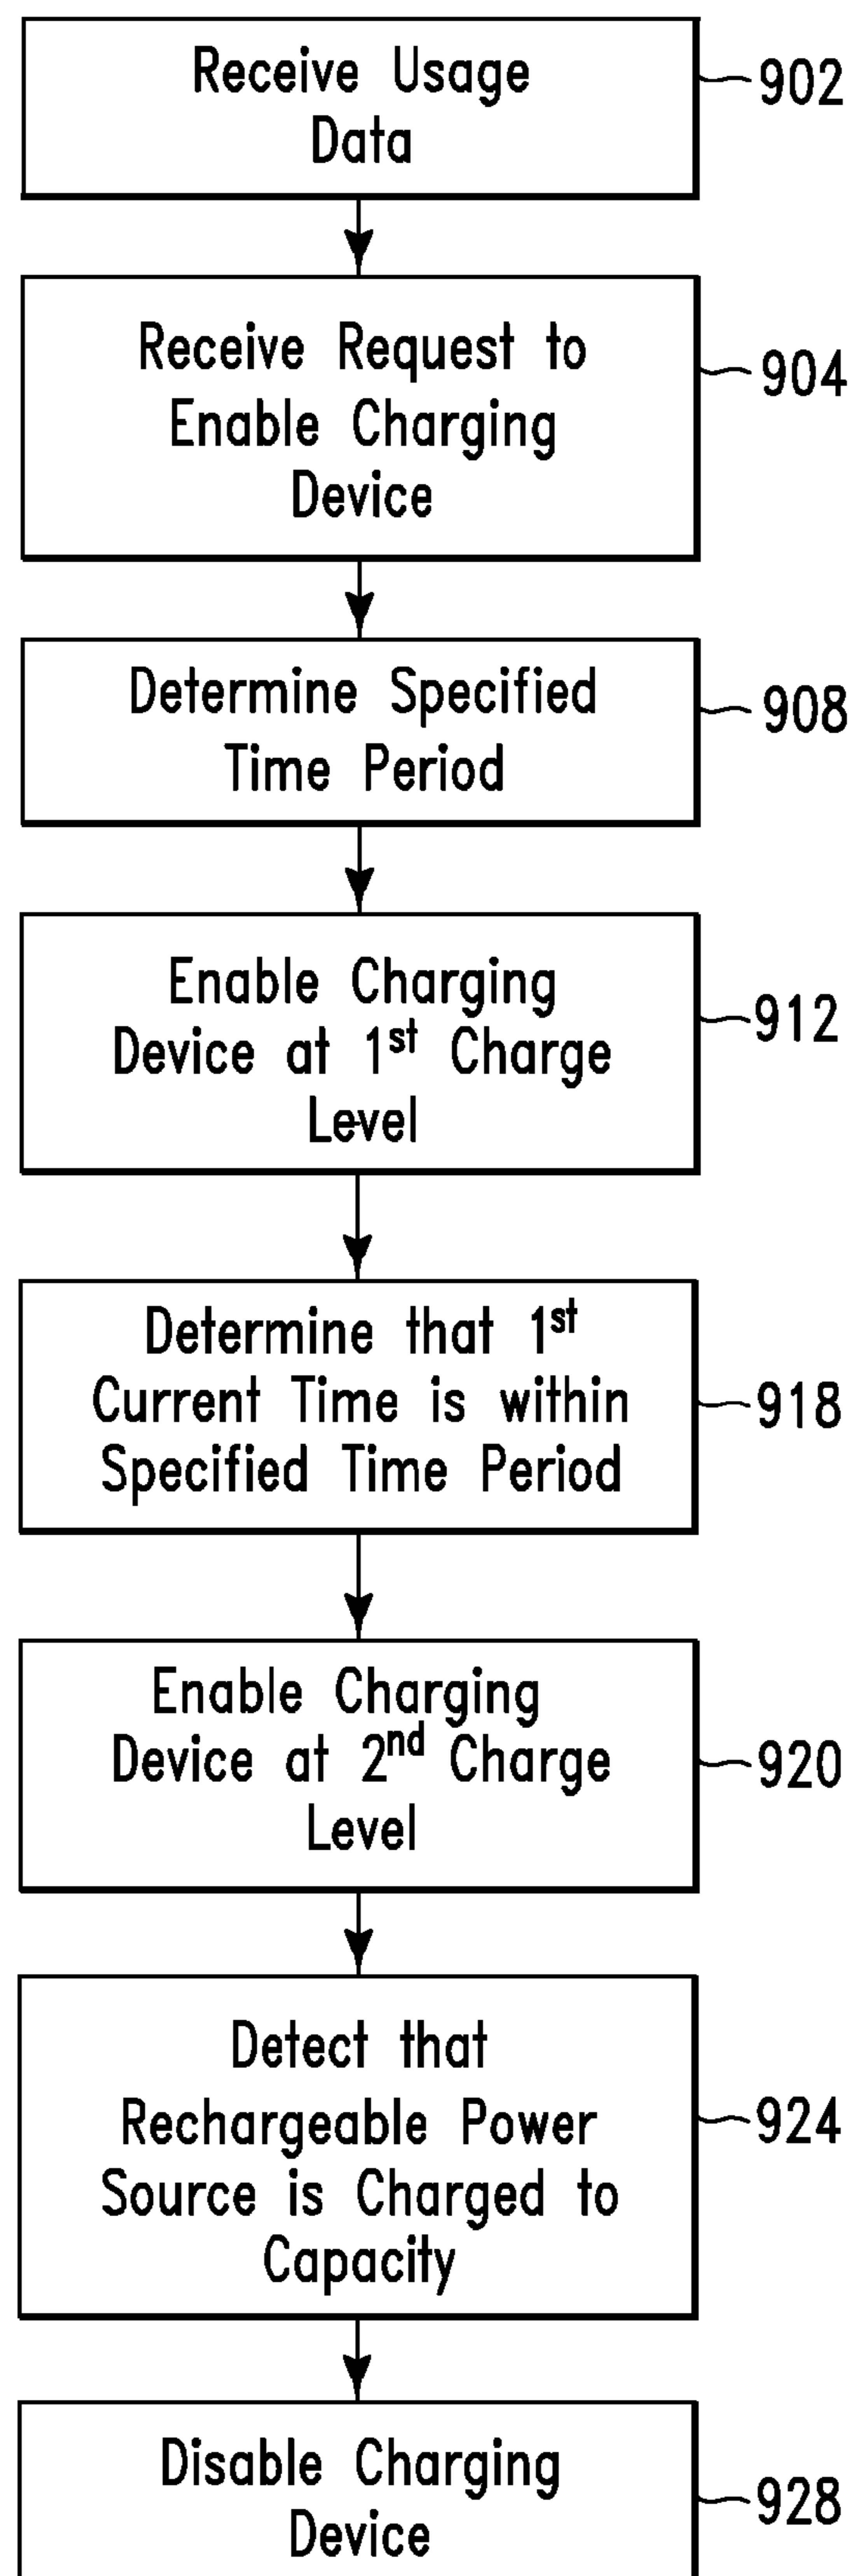 Receive Usage
Data
902
Receive Request to
Enable Charging
Device
904
Determine Specified
Time Period
908
Enable Charging
Device at 1st Charge
Level
912
Determine that 1st
Current Time is within
Specified Time Period
918
Enable Charging
Device at 2nd Charge
Level
920
Detect that
Rechargeable Power
Source is Charged to
Capacity
924
Disable Charging
Device
928